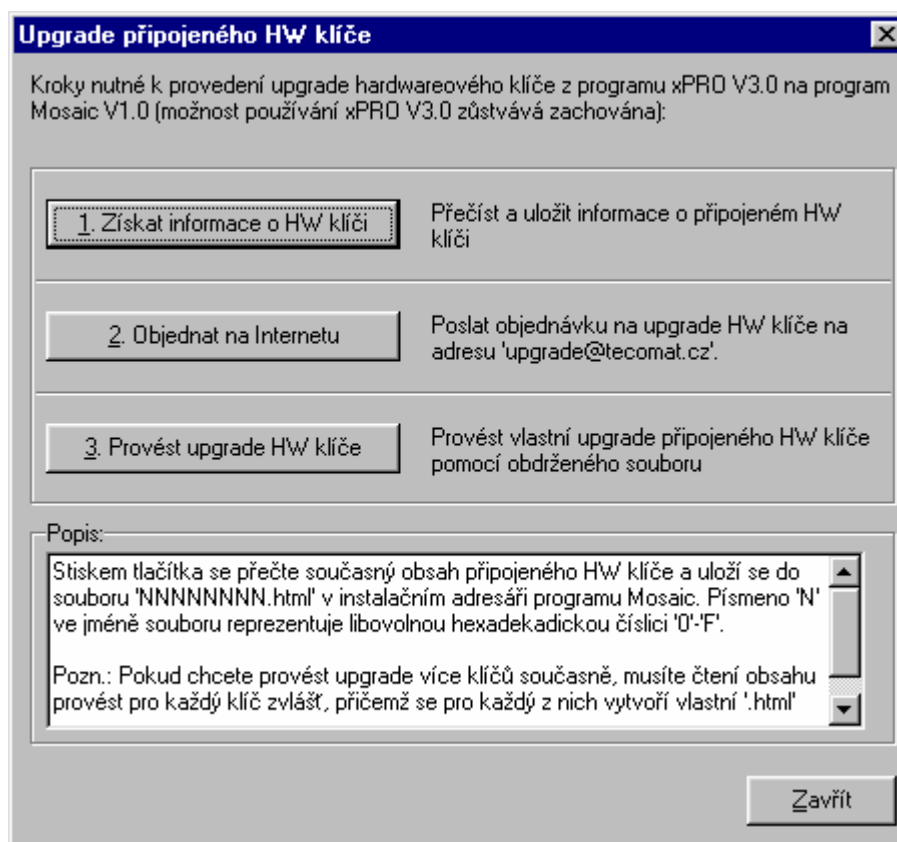 Upgrade připojeného HW klíče
Kroky nutné k provedení upgrade hardwareového klíče z programu xPRO V3.0 na program
Mosaic V1.0 (možnost používání xPRO V3.0 zůstvává zachována):
1. Získat informace o HW klíči
Přečíst a uložit informace o připojeném HW
klíči
2. Objednat na Internetu
Poslat objednávku na upgrade HW klíče na
adresu 'upgrade@tecomat.cz'.
3. Provést upgrade HW klíče
Provést vlastní upgrade připojeného HW klíče
pomocí obdrženého souboru
Popis:
Stiskem tlačítka se přečte současný obsah připojeného HW klíče a uloží se do
souboru 'NNNNNNNN.html' v instalačním adresáři programu Mosaic. Písmeno 'N'
ve jméně souboru reprezentuje libovolnou hexadekadickou číslici '0'-'F'.
Pozn.: Pokud chcete provést upgrade více klíčů současně, musíte čtení obsahu
provést pro každý klíč zvlášť, přičemž se pro každý z nich vytvoří vlastní '.html'
Zavřít